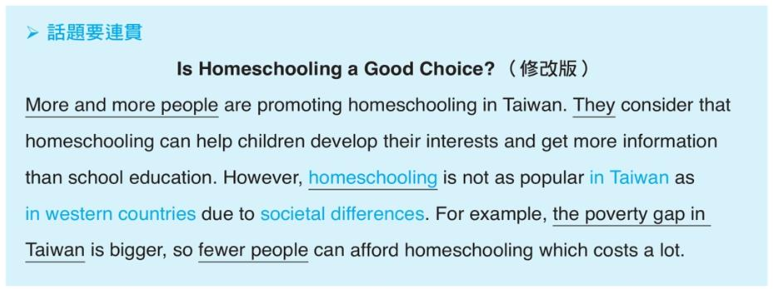 ➢ 話題要連貫
Is Homeschooling a Good Choice?（修改版）
More and more people are promoting homeschooling in Taiwan. They consider that
homeschooling can help children develop their interests and get more information
than school education. However, homeschooling is not as popular in Taiwan as
in western countries due to societal differences. For example, the poverty gap in
Taiwan is bigger, so fewer people can afford homeschooling which costs a lot.